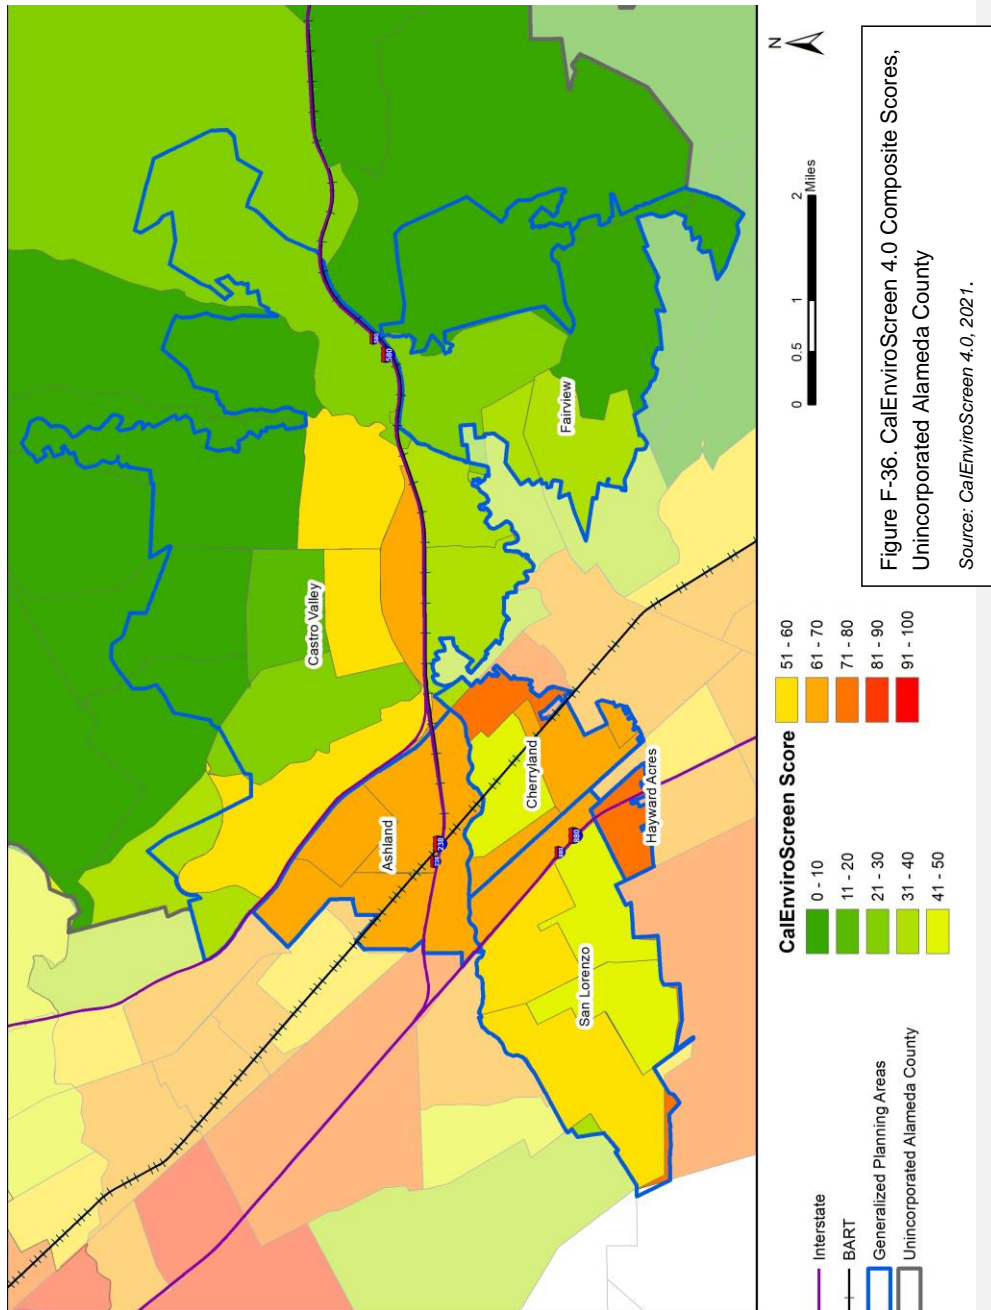 Castro Valley
Fairview
Ashland
Cherryland
Hayward Acres
San Lorenzo
580
238
880
N
0 0.5 1 2
Miles
Interstate
BART
Generalized Planning Areas
Unincorporated Alameda County
CalEnviroScreen Score
0 - 10
11 - 20
21 - 30
31 - 40
41 - 50
51 - 60
61 - 70
71 - 80
81 - 90
91 - 100
Figure F-36. CalEnviroScreen 4.0 Composite Scores,
Unincorporated Alameda County
Source: CalEnviroScreen 4.0, 2021.